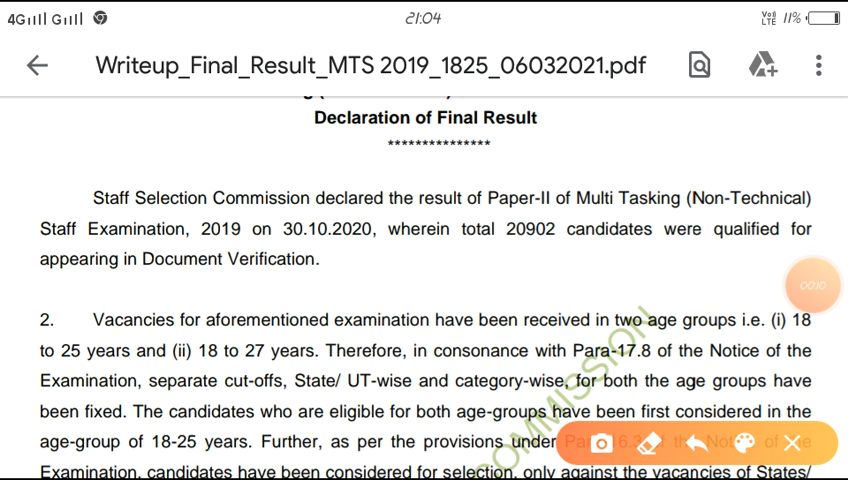 4G G 21:04 VoLTE 11%
Writeup_Final_Result_MTS 2019_1825_06032021.pdf
Declaration of Final Result
***************
Staff Selection Commission declared the result of Paper-II of Multi Tasking (Non-Technical)
Staff Examination, 2019 on 30.10.2020, wherein total 20902 candidates were qualified for
appearing in Document Verification.
00:10
2. Vacancies for aforementioned examination have been received in two age groups i.e. (i) 18
to 25 years and (ii) 18 to 27 years. Therefore, in consonance with Para-17.8 of the Notice of the
Examination, separate cut-offs, State/ UT-wise and category-wise, for both the age groups have
been fixed. The candidates who are eligible for both age-groups have been first considered in the
age-group of 18-25 years. Further, as per the provisions under
Examination, candidates have been considered for selection, only against the vacancies of States/
COMMISSION